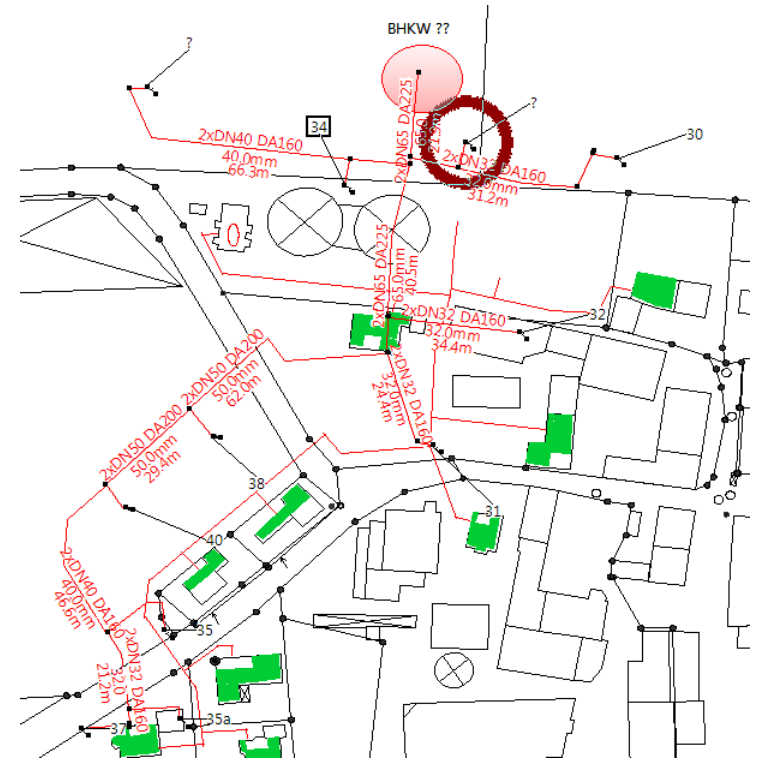 BHKW ??
?
?
34
30
2xDN40 DA160
40.0mm
66.3m
2xDN65 DA225
2xDN32 DA160
32.0mm
31.2m
2xDN65 DA225
65.0mm
40.5m
2xDN32 DA160
32.0mm
34.4m
32
2xDN32 DA160
32.0mm
24.4m
2xDN50 DA200
50.0mm
62.0m
2xDN50 DA200
50.0mm
29.4m
38
40
31
2xDN40 DA160
40.0mm
46.6m
35
2xDN32 DA160
32.0
21.2m
35a
37